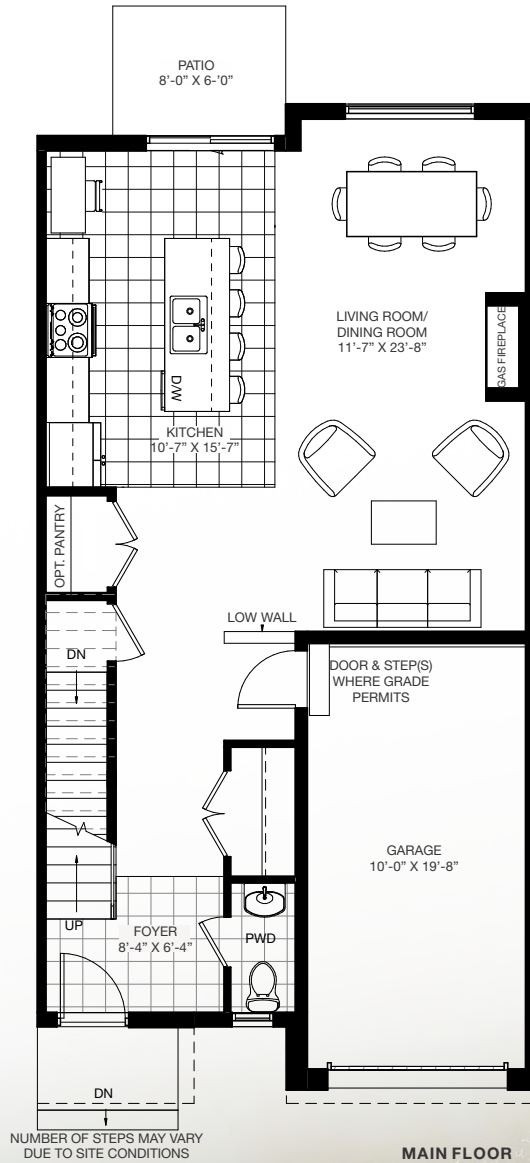 PATIO
8'-0" X 6-'0"
LIVING ROOM/
DINING ROOM
11'-7" X 23'-8"
GAS FIREPLACE
D/W
KITCHEN
10'-7" X 15'-7"
OPT. PANTRY
LOW WALL
DN
DOOR & STEP(S)
WHERE GRADE
PERMITS
GARAGE
10'-0" X 19'-8"
UP
FOYER
8'-4" X 6'-4"
PWD
DN
NUMBER OF STEPS MAY VARY
DUE TO SITE CONDITIONS
MAIN FLOOR